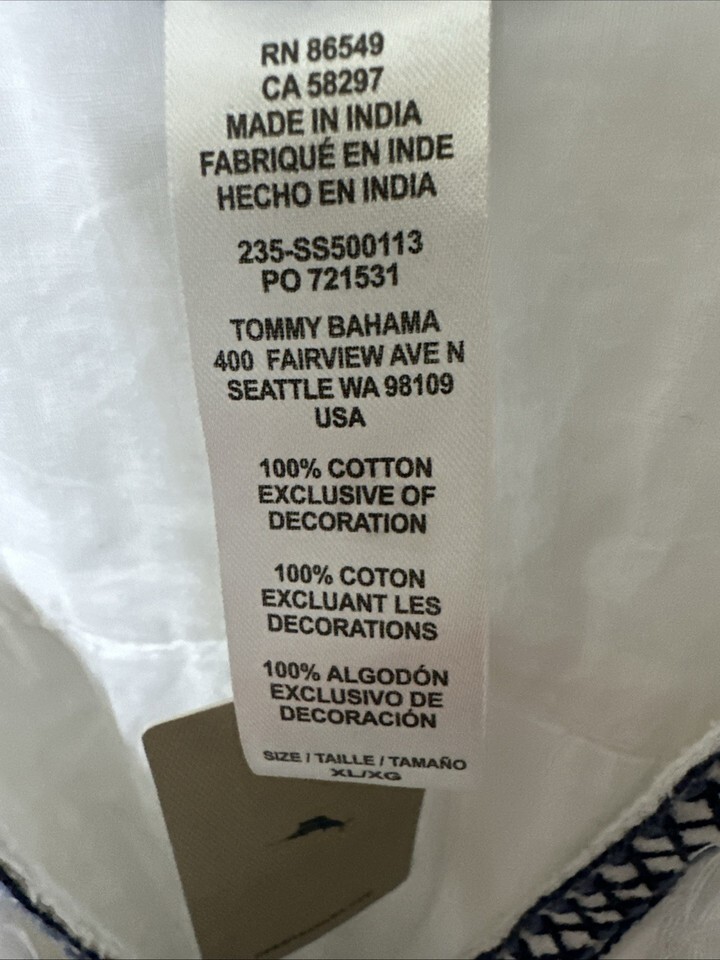 RN 86549
CA 58297
MADE IN INDIA
FABRIQUÉ EN INDE
HECHO EN INDIA
235-SS500113
PO 721531
TOMMY BAHAMA
400 FAIRVIEW AVE N
SEATTLE WA 98109
USA
100% COTTON
EXCLUSIVE OF
DECORATION
100% COTON
EXCLUANT LES
DECORATIONS
100% ALGODÓN
EXCLUSIVO DE
DECORACIÓN
SIZE / TAILLE / TAMAÑO
XL/XG